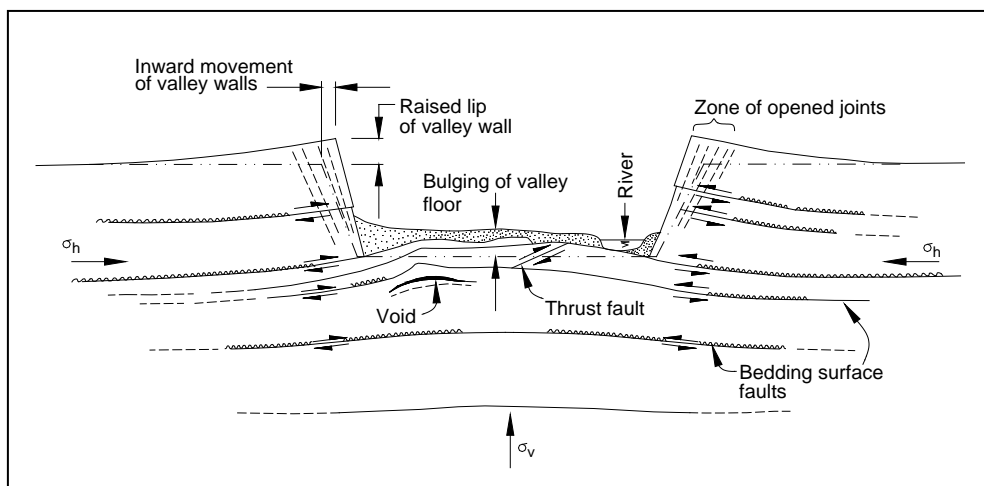 Inward movement
of valley walls
Raised lip
of valley wall
Zone of opened joints
Bulging of valley
floor
River
σh
σh
Void
Thrust fault
Bedding surface
faults
σv